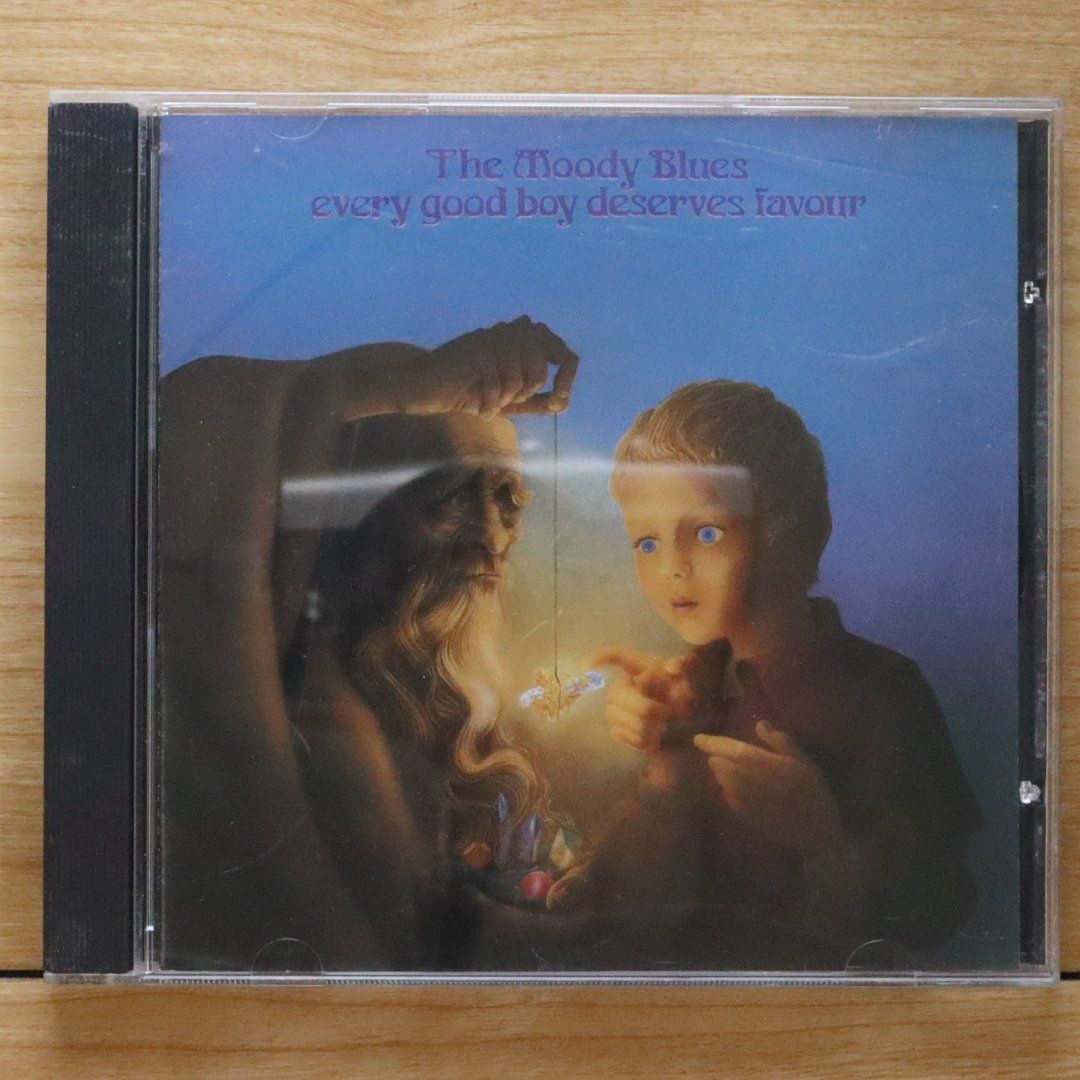 The Moody Blues
every good boy deserves favour